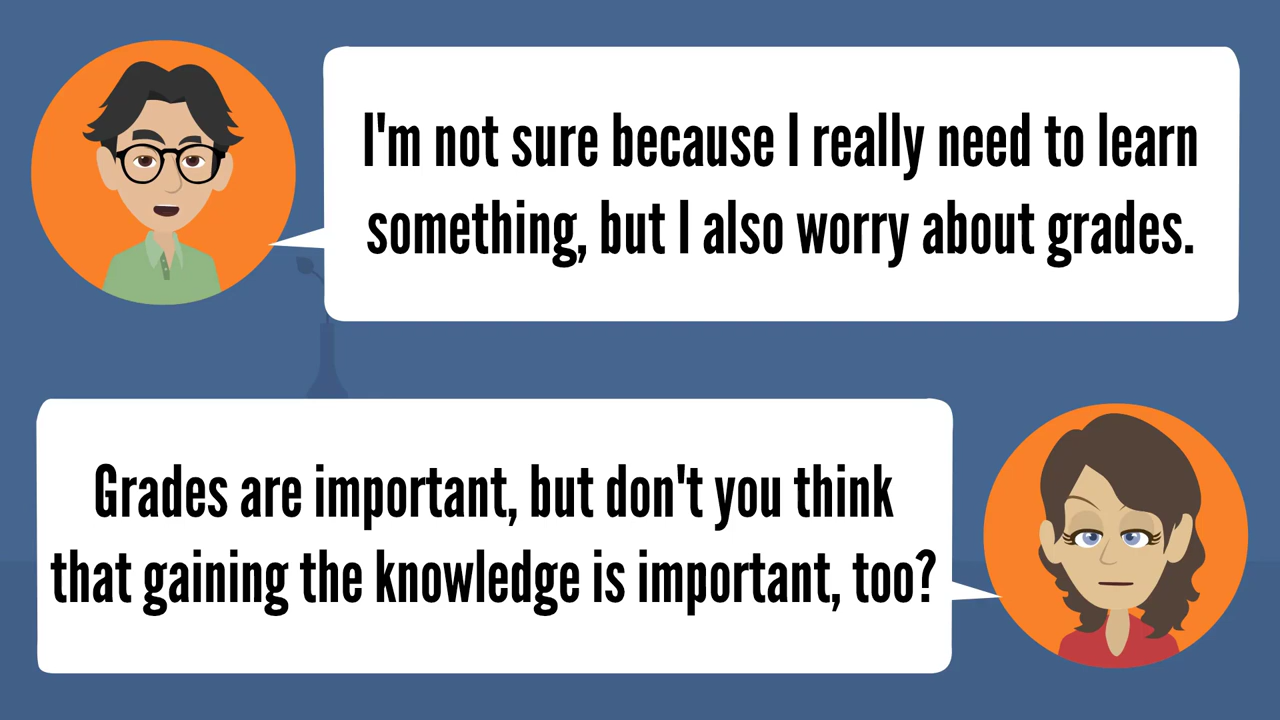 I'm not sure because I really need to learn
something, but I also worry about grades.
Grades are important, but don't you think
that gaining the knowledge is important, too?